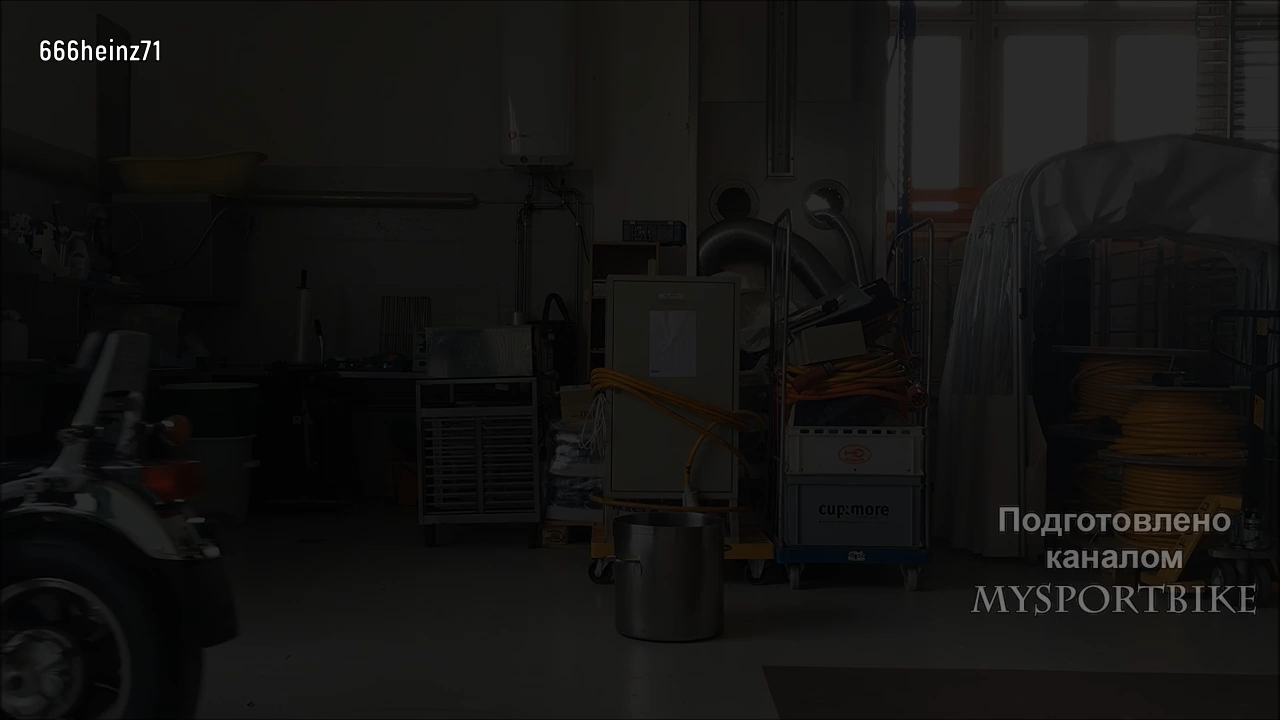 666heinz71
cup&more
Подготовлено
каналом
MYSPORTBIKE